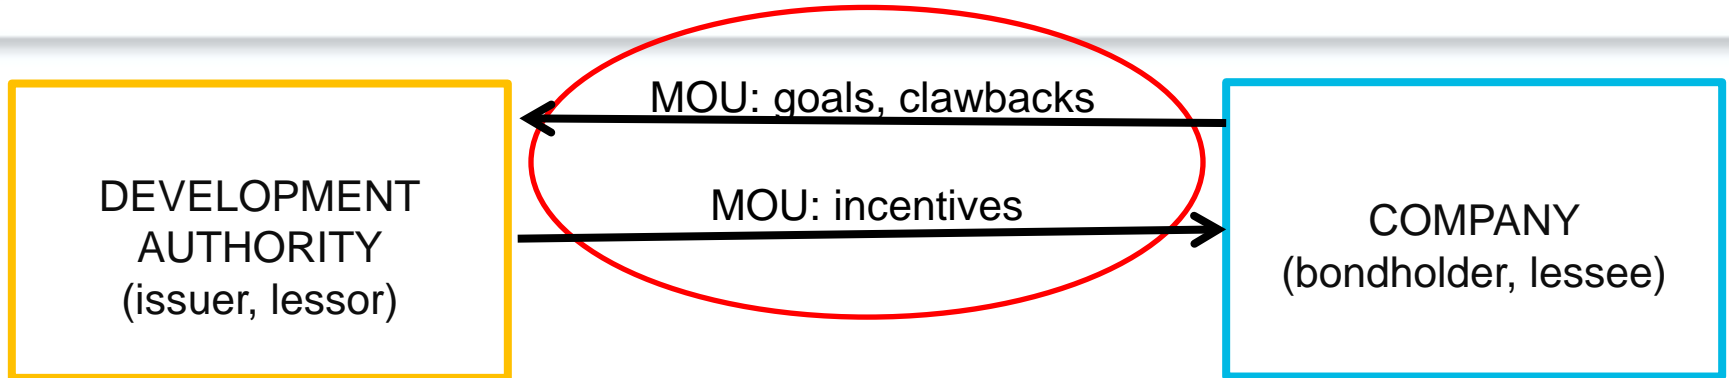 MOU: goals, clawbacks
DEVELOPMENT
AUTHORITY
(issuer, lessor)
MOU: incentives
COMPANY
(bondholder, lessee)